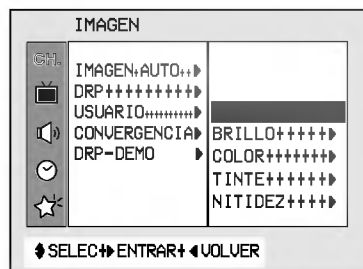 IMAGEN
CH.
IMAGEN+AUTO++
DRP+++++++++
USUARIO++++++++
CONVERGENCIA
DRP-DEMO
BRILLO+++++
COLOR++++++
TINTE++++++
NITIDEZ++++
SELEC+ ENTRAR+ VOLVER